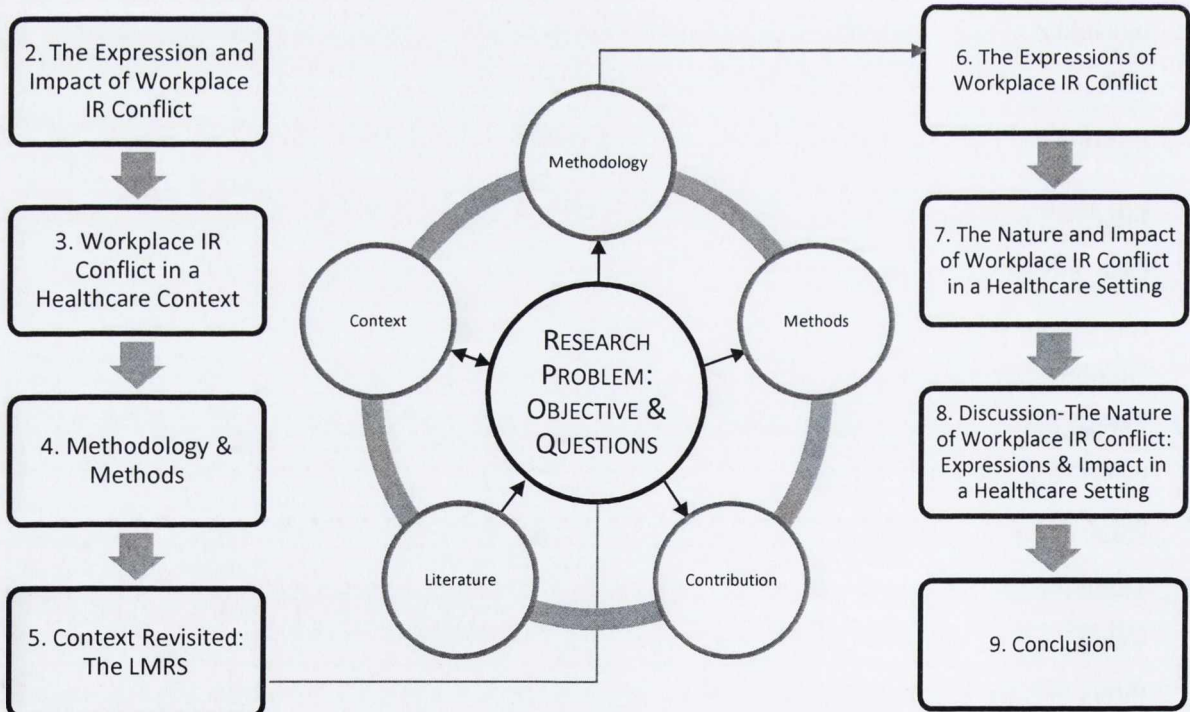 2. The Expression and
Impact of Workplace
IR Conflict
3. Workplace IR
Conflict in a
Healthcare Context
4. Methodology &
Methods
5. Context Revisited:
The LMRS
Methodology
Context
Methods
RESEARCH
PROBLEM:
OBJECTIVE &
QUESTIONS
Literature
Contribution
6. The Expressions of
Workplace IR Conflict
7. The Nature and Impact
of Workplace IR Conflict
in a Healthcare Setting
8. Discussion-The Nature
of Workplace IR Conflict:
Expressions & Impact in
a Healthcare Setting
9. Conclusion